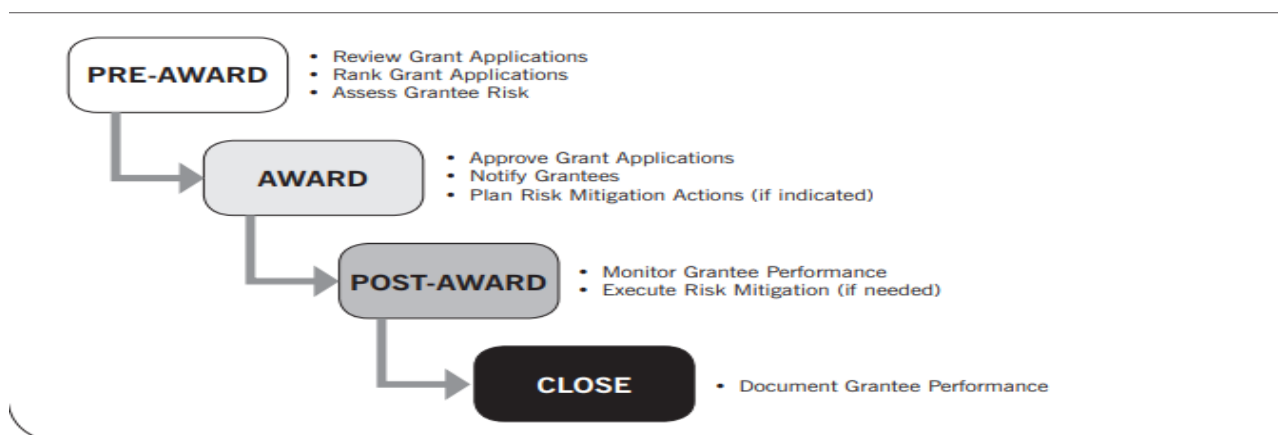 PRE-AWARD
• Review Grant Applications
• Rank Grant Applications
• Assess Grantee Risk
AWARD
• Approve Grant Applications
• Notify Grantees
• Plan Risk Mitigation Actions (if indicated)
POST-AWARD
• Monitor Grantee Performance
• Execute Risk Mitigation (if needed)
CLOSE
• Document Grantee Performance